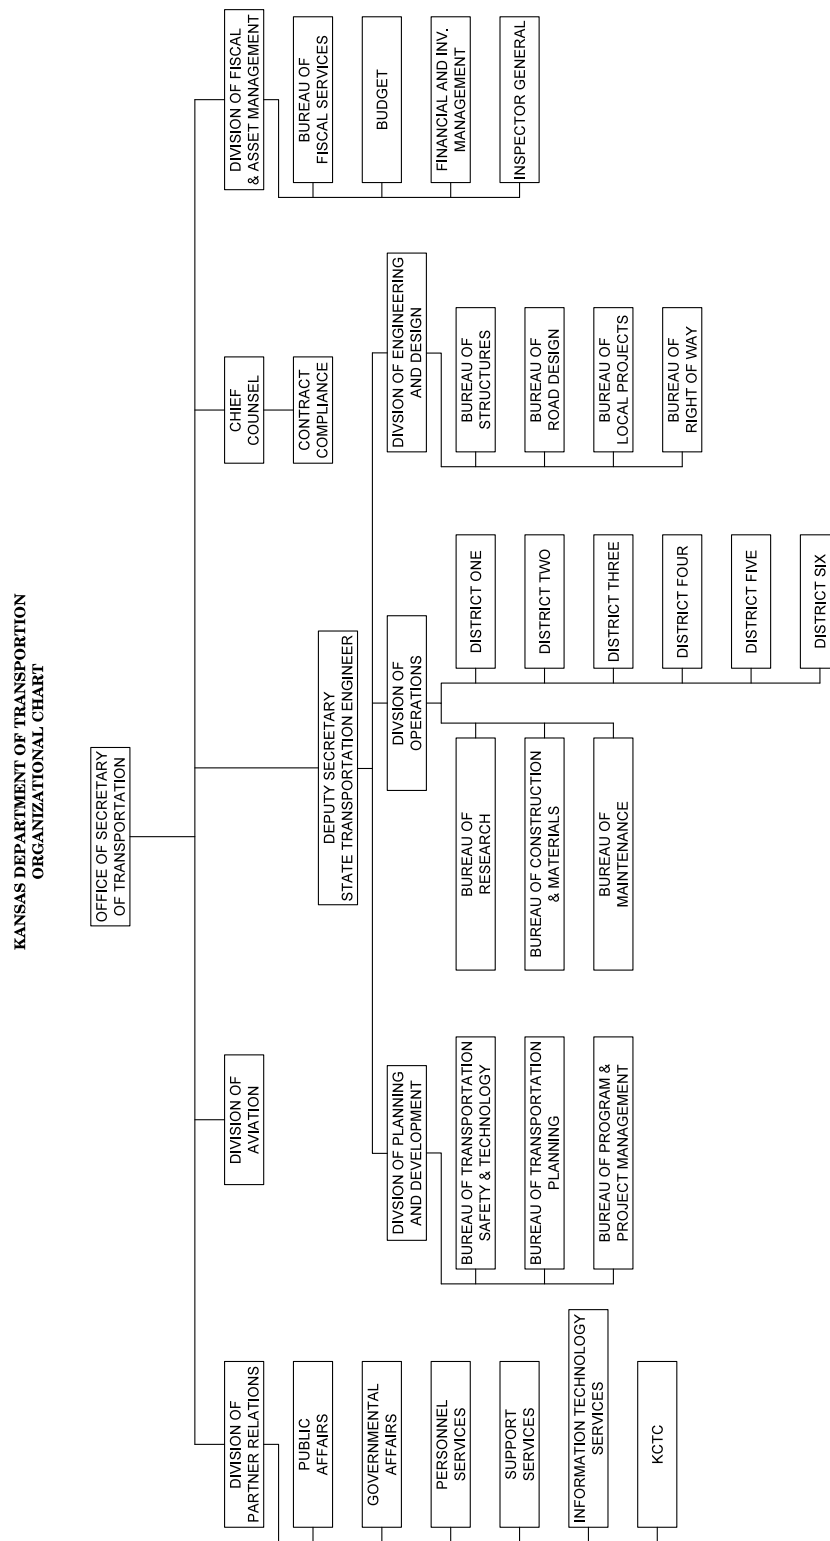 KANSAS DEPARTMENT OF TRANSPORTION
ORGANIZATIONAL CHART
OFFICE OF SECRETARY
OF TRANSPORTATION
DIVISION OF
PARTNER RELATIONS
PUBLIC
AFFAIRS
GOVERNMENTAL
AFFAIRS
PERSONNEL
SERVICES
SUPPORT
SERVICES
INFORMATION TECHNOLOGY
SERVICES
KCTC
DIVISION OF
AVIATION
DEPUTY SECRETARY
STATE TRANSPORTATION ENGINEER
DIVSION OF PLANNING
AND DEVELOPMENT
BUREAU OF TRANSPORTATION
SAFETY & TECHNOLOGY
BUREAU OF TRANSPORTATION
PLANNING
BUREAU OF PROGRAM &
PROJECT MANAGEMENT
DIVSION OF
OPERATIONS
BUREAU OF
RESEARCH
BUREAU OF CONSTRUCTION
& MATERIALS
BUREAU OF
MAINTENANCE
DISTRICT ONE
DISTRICT TWO
DISTRICT THREE
DISTRICT FOUR
DISTRICT FIVE
DISTRICT SIX
DIVSION OF ENGINEERING
AND DESIGN
BUREAU OF
STRUCTURES
BUREAU OF
ROAD DESIGN
BUREAU OF
LOCAL PROJECTS
BUREAU OF
RIGHT OF WAY
CHIEF
COUNSEL
CONTRACT
COMPLIANCE
DIVISION OF FISCAL
& ASSET MANAGEMENT
BUREAU OF
FISCAL SERVICES
BUDGET
FINANCIAL AND INV.
MANAGEMENT
INSPECTOR GENERAL